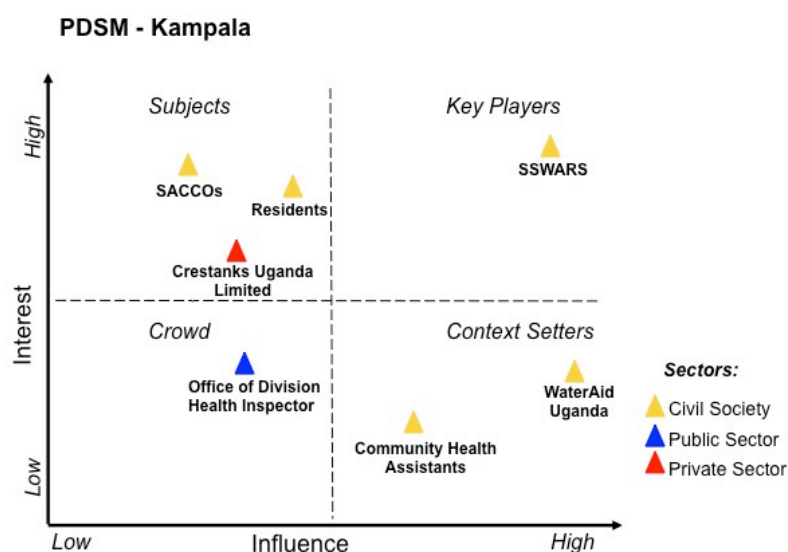 PDSM - Kampala
High
Subjects
Key Players
SACCOs
Residents
SSWARS
Crestanks Uganda
Limited
Interest
Crowd
Context Setters
Office of Division
Health Inspector
WaterAid
Uganda
Community Health
Assistants
Sectors:
Civil Society
Public Sector
Private Sector
Low
Low
Influence
High